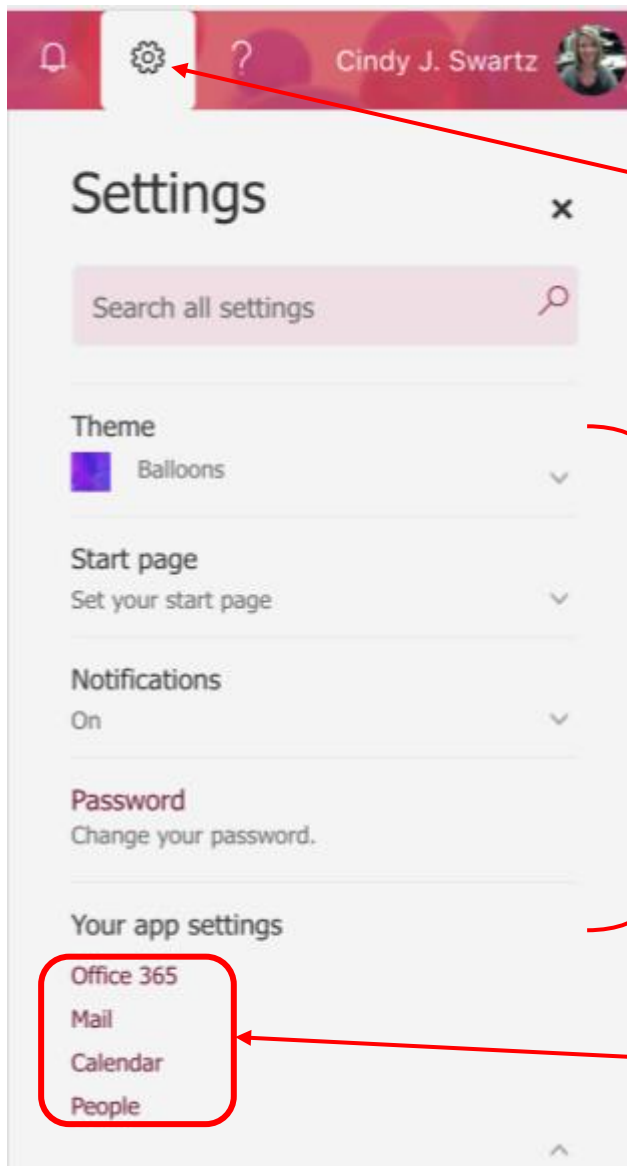 ? Cindy J. Swartz
Settings
Search all settings
Theme
Balloons
Start page
Set your start page
Notifications
On
Password
Change your password.
Your app settings
Office 365
Mail
Calendar
People